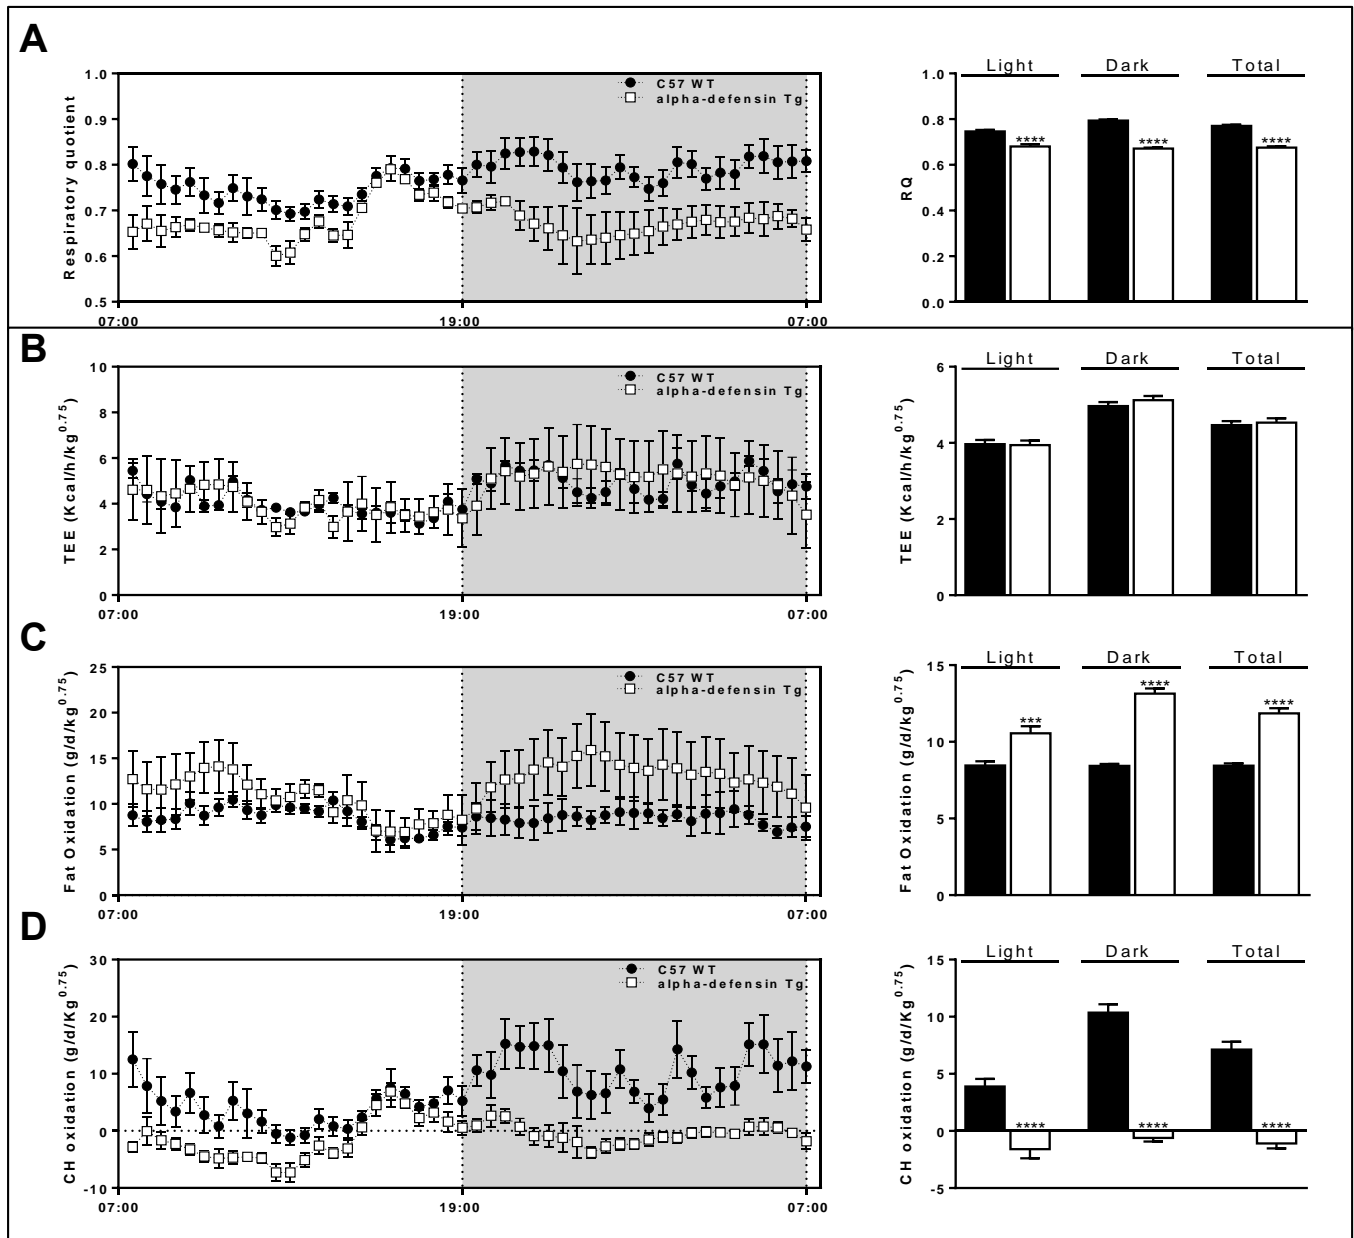 A
Respiratory quotient
1.0
0.9
0.8
0.7
0.6
0.5
C57 WT
alpha-defensin Tg
07:00
19:00
07:00
RQ
1.0
0.8
0.6
0.4
0.2
0.0
Light
Dark
Total
****
****
****
B
TEE (Kcal/h/kg0.75)
10
8
6
4
2
0
C57 WT
alpha-defensin Tg
07:00
19:00
07:00
TEE (Kcal/h/kg0.75)
6
4
2
0
Light
Dark
Total
C
Fat Oxidation (g/d/kg0.75)
25
20
15
10
5
0
C57 WT
alpha-defensin Tg
07:00
19:00
07:00
Fat Oxidation (g/d/kg0.75)
15
10
5
0
Light
Dark
Total
***
****
****
D
CH oxidation (g/d/Kg0.75)
30
20
10
0
-10
C57 WT
alpha-defensin Tg
07:00
19:00
07:00
CH oxidation (g/d/Kg0.75)
15
10
5
0
-5
Light
Dark
Total
****
****
****